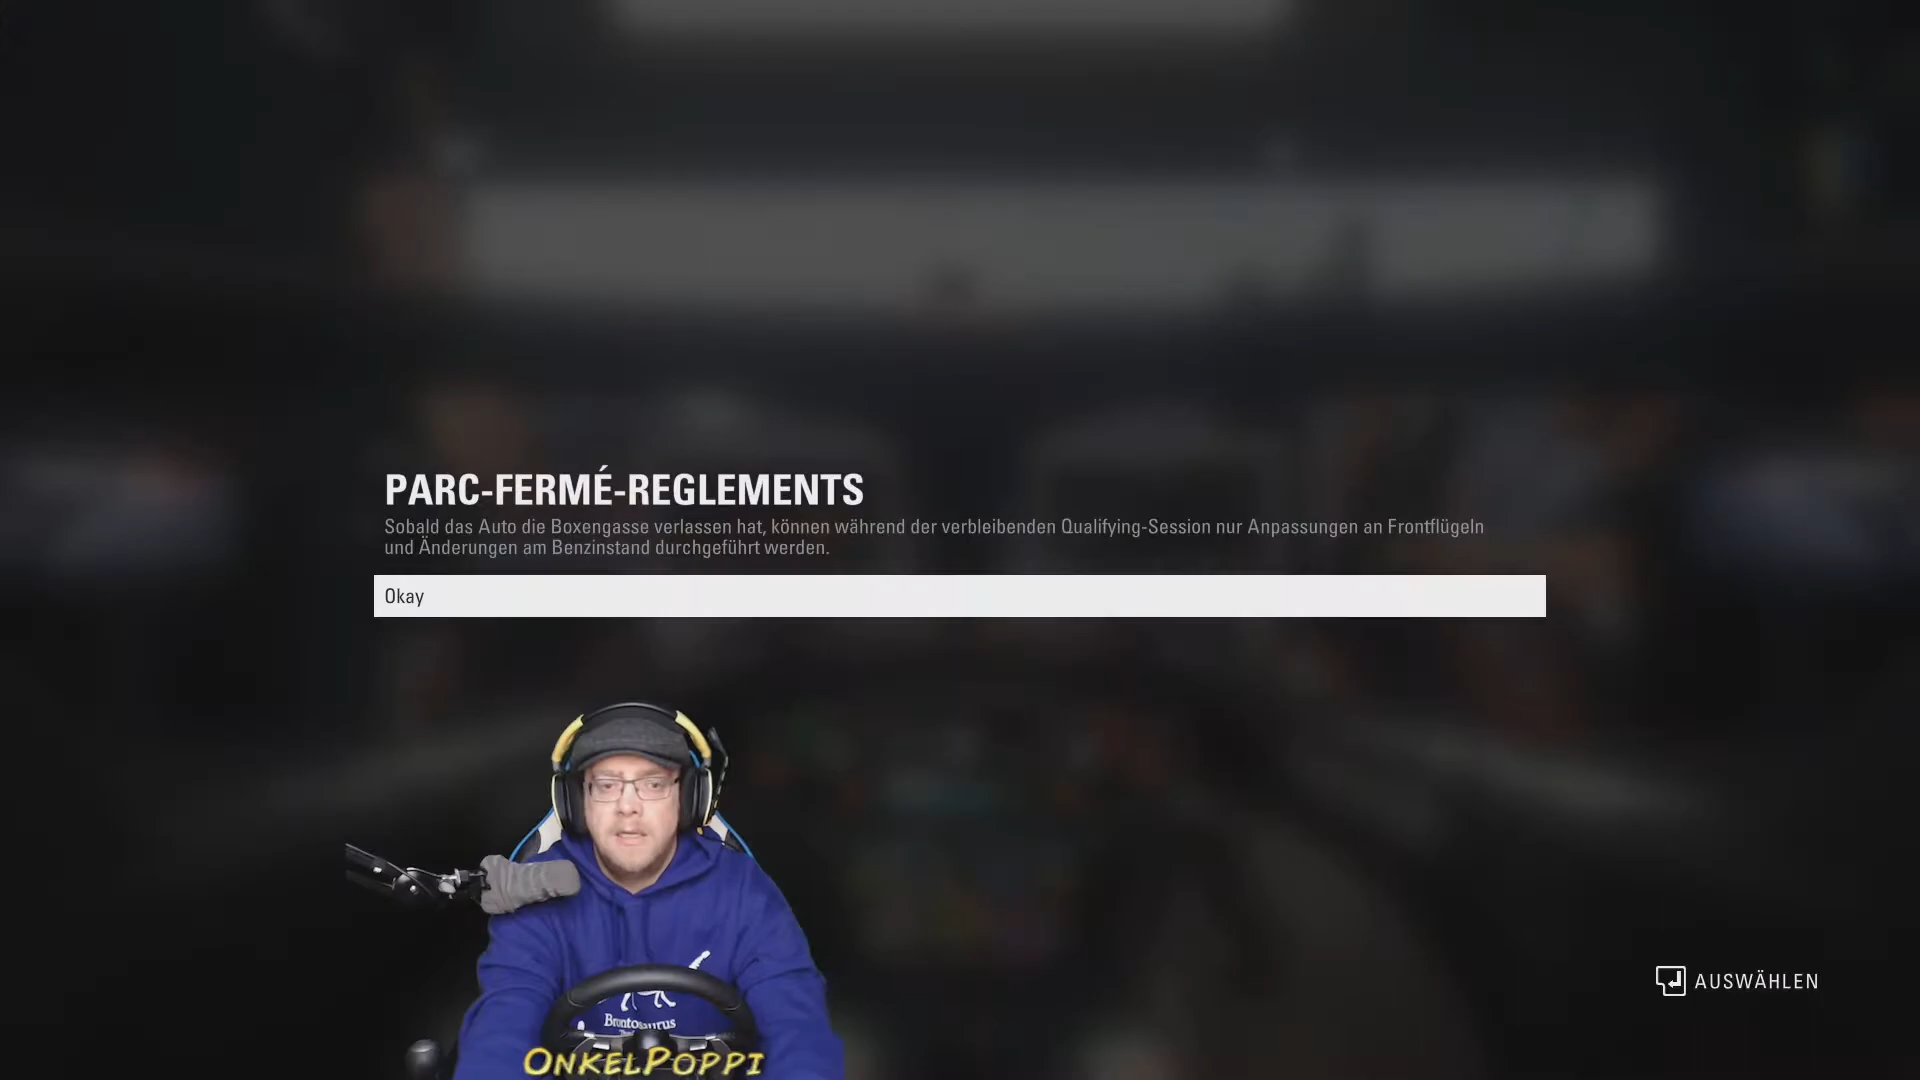 PARC-FERMÉ-REGLEMENTS
Sobald das Auto die Boxengasse verlassen hat, können während der verbleibenden Qualifying-Session nur Anpassungen an Frontflügeln
und Änderungen am Benzinstand durchgeführt werden.
Okay
AUSWÄHLEN
Brontosaurus
ONKELPOPPI